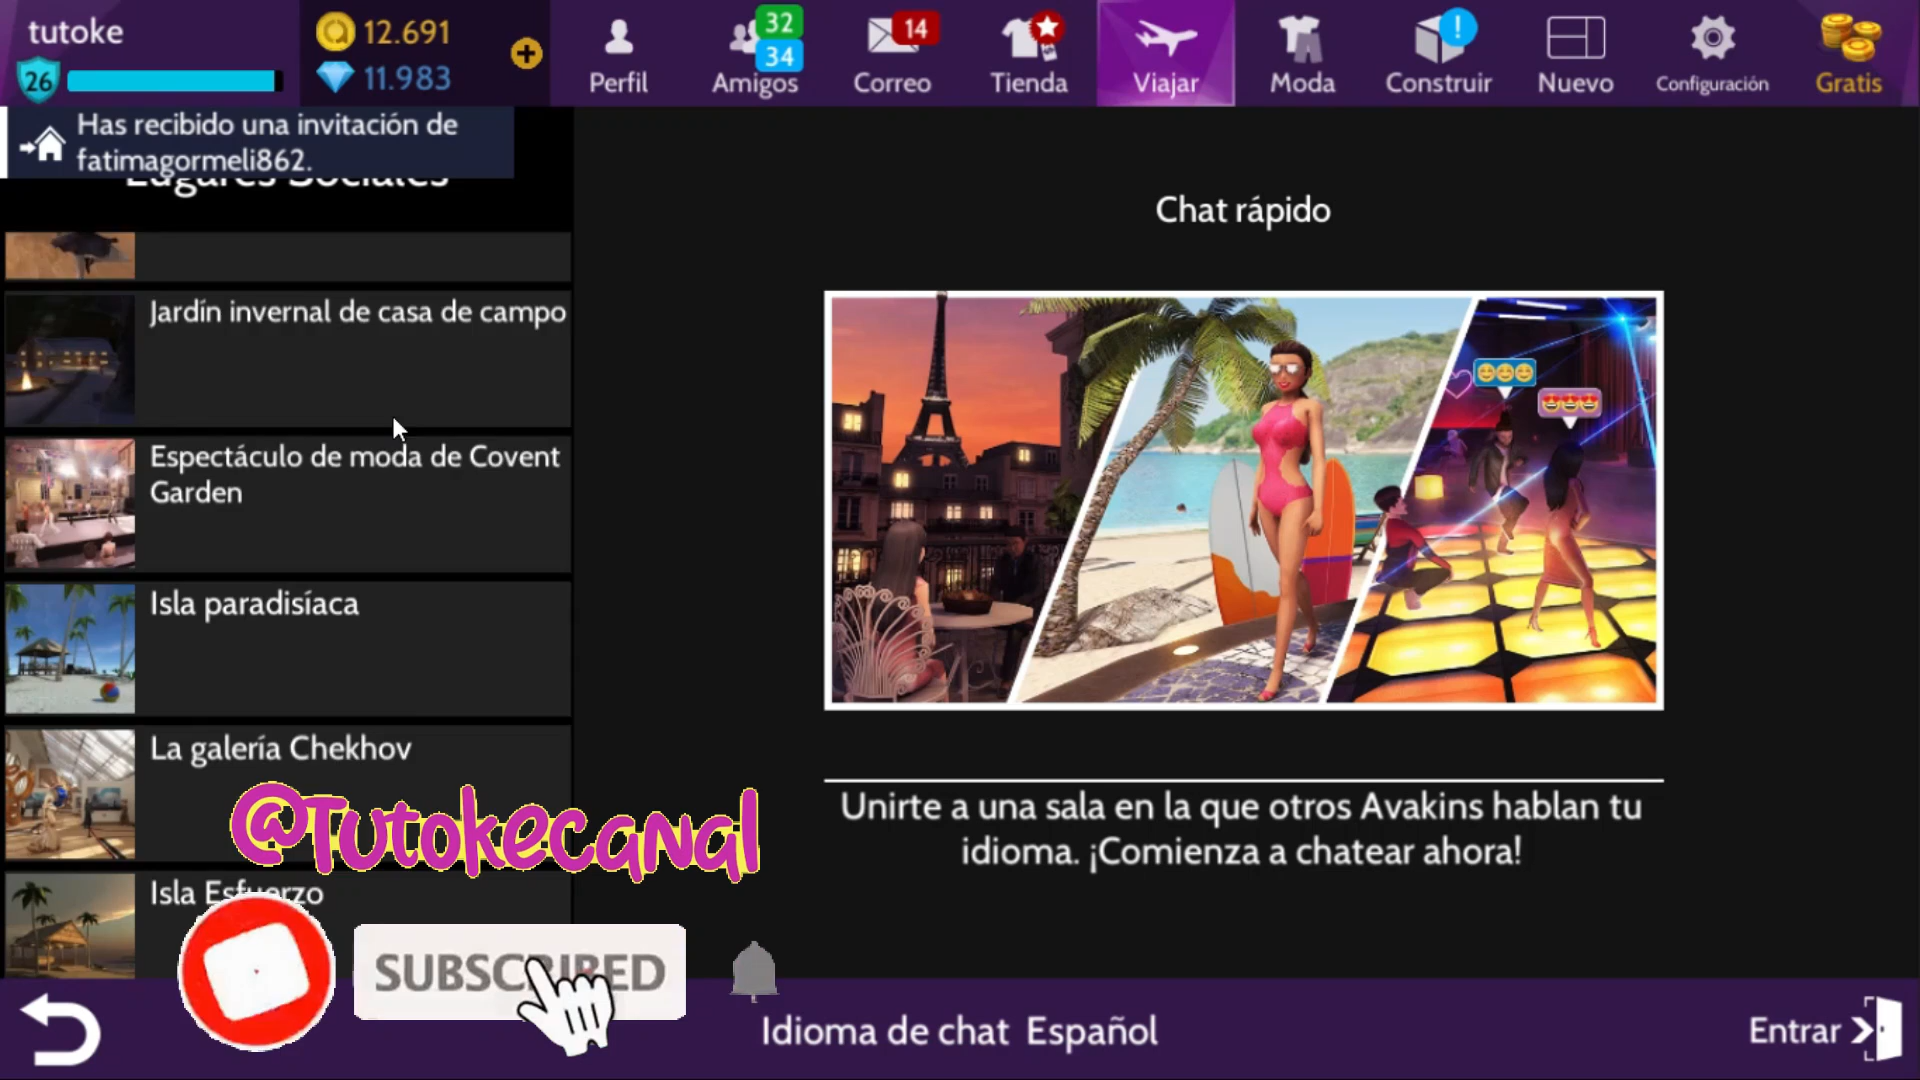 tutoke
26
12.691
11.983
Perfil
32
34
Amigos
14
Correo
Tienda
Viajar
Moda
!
Construir
Nuevo
Configuración
Gratis
Has recibido una invitación de
fatimagormeli862.
Lugares Sociales
Jardín invernal de casa de campo
Espectáculo de moda de Covent
Garden
Isla paradisíaca
La galería Chekhov
Isla Esfuerzo
@Tutokecanal
SUBSCRIBED
Chat rápido
Unirte a una sala en la que otros Avakins hablan tu
idioma. ¡Comienza a chatear ahora!
Idioma de chat Español
Entrar